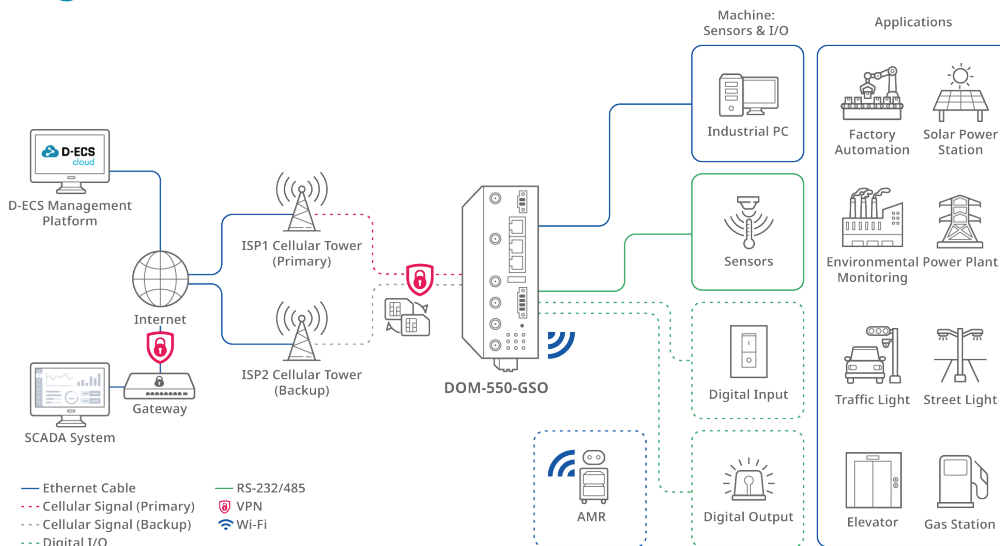 Machine:
Sensors & I/O
Applications
Industrial PC
Factory
Automation
Solar Power
Station
D-ECS
cloud
D-ECS Management
Platform
ISP1 Cellular Tower
(Primary)
Sensors
Environmental
Monitoring
Power Plant
Internet
ISP2 Cellular Tower
(Backup)
DOM-550-GSO
Digital Input
Traffic Light
Street Light
Gateway
SCADA System
Ethernet Cable
Cellular Signal (Primary)
Cellular Signal (Backup)
Digital I/O
RS-232/485
VPN
Wi-Fi
AMR
Digital Output
Elevator
Gas Station